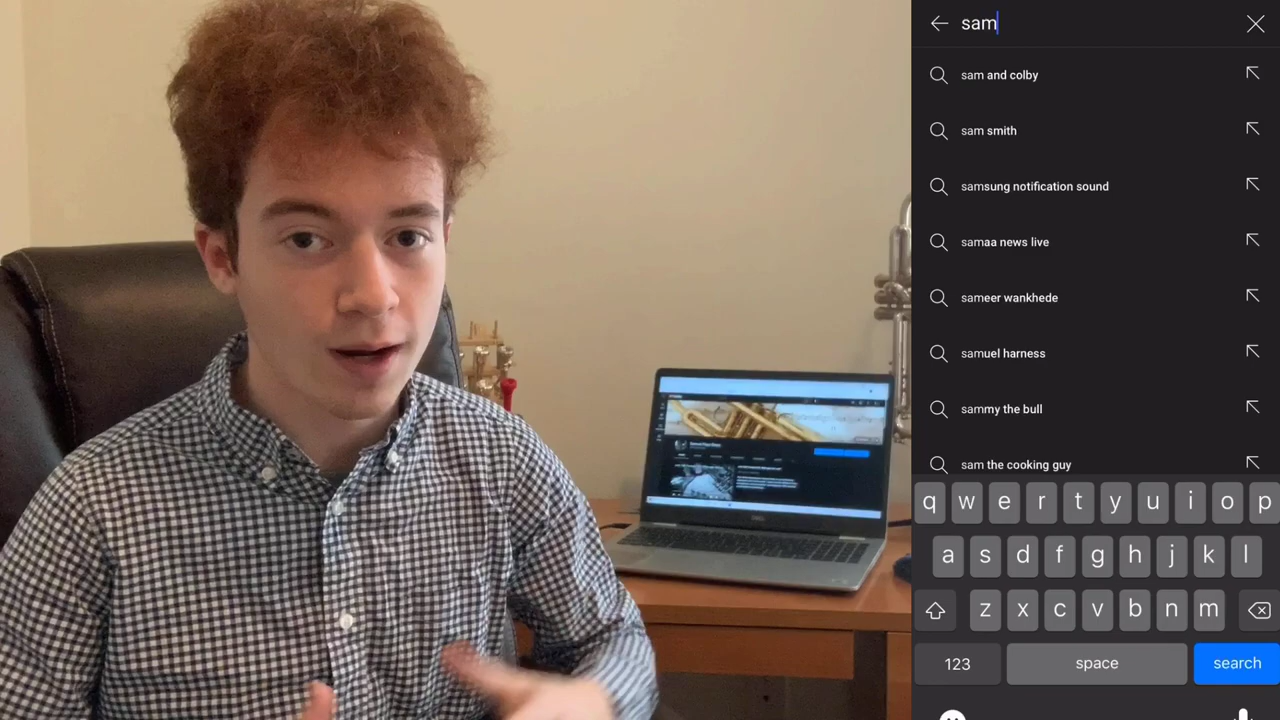 sam
sam and colby
sam smith
samsung notification sound
samaa news live
sameer wankhede
samuel harness
sammy the bull
sam the cooking guy
q w e r t y u i o p
a s d f g h j k l
z x c v b n m
123 space search
DELL